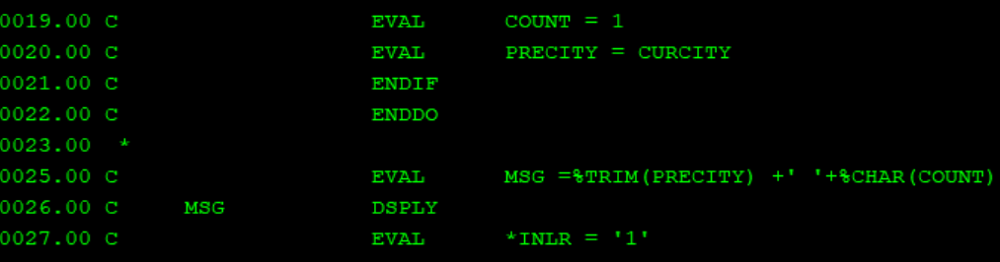 0019.00 C                     EVAL      COUNT = 1
0020.00 C                     EVAL      PRECITY = CURCITY
0021.00 C                     ENDIF
0022.00 C                     ENDDO
0023.00  *
0025.00 C                     EVAL      MSG =%TRIM(PRECITY) +' '+%CHAR(COUNT)
0026.00 C     MSG             DSPLY
0027.00 C                     EVAL      *INLR = '1'